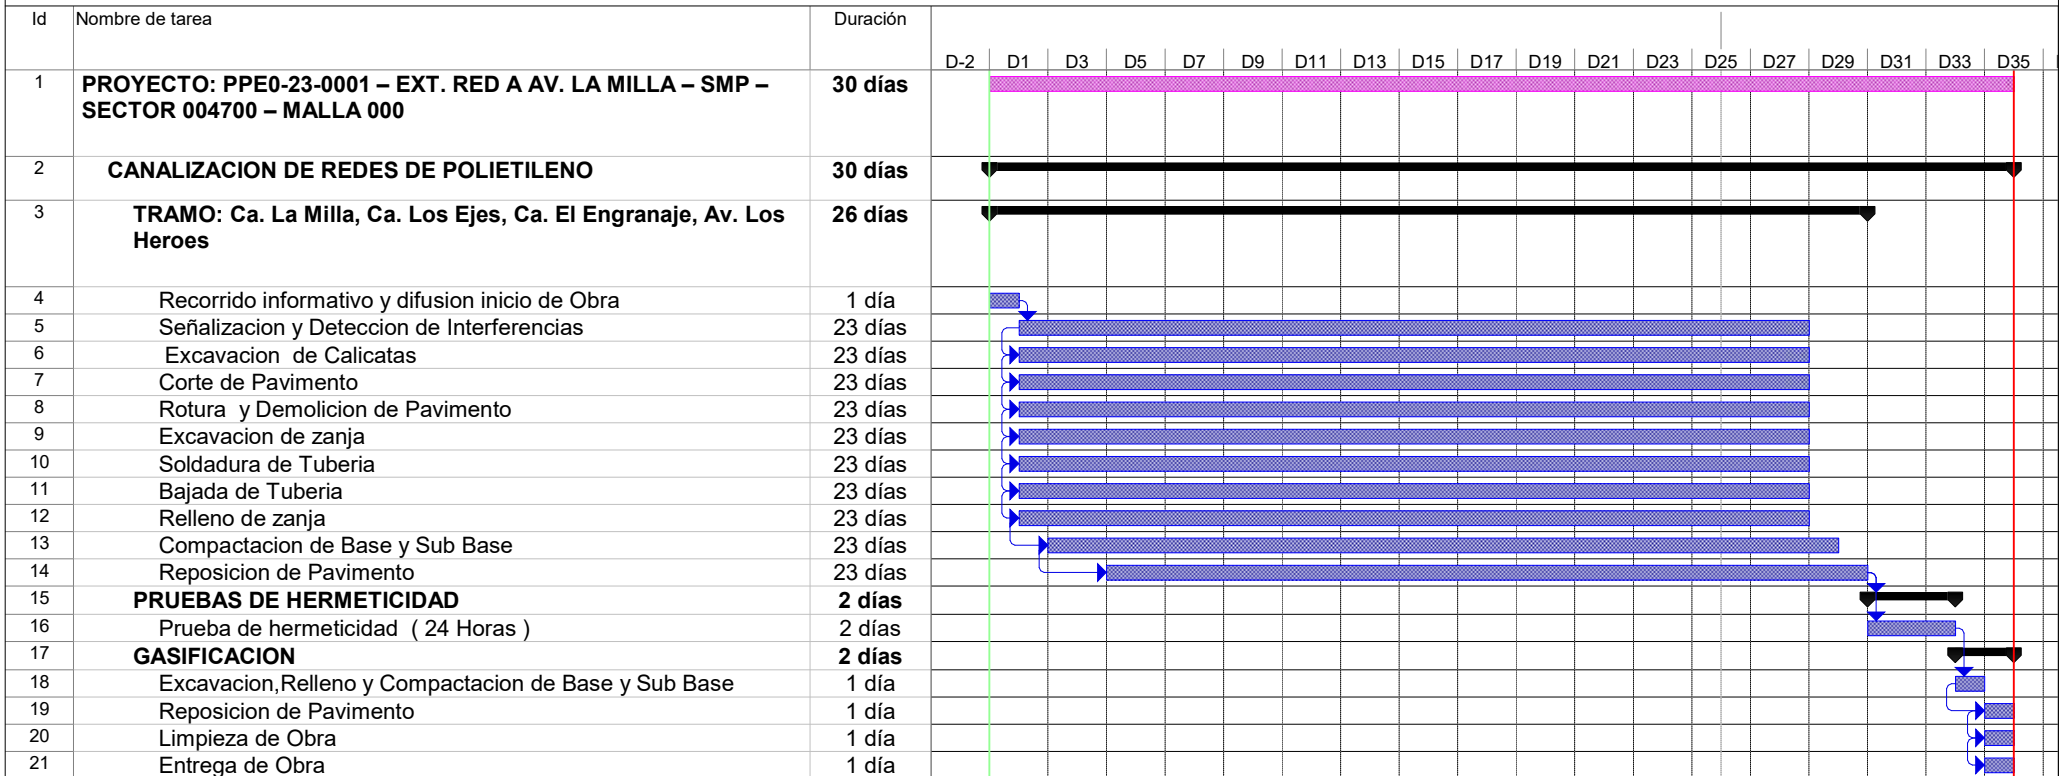 Id Nombre de tarea Duración
D-2 D1 D3 D5 D7 D9 D11 D13 D15 D17 D19 D21 D23 D25 D27 D29 D31 D33 D35
1 PROYECTO: PPE0-23-0001 – EXT. RED A AV. LA MILLA – SMP – 30 días
SECTOR 004700 – MALLA 000
2 CANALIZACION DE REDES DE POLIETILENO 30 días
3 TRAMO: Ca. La Milla, Ca. Los Ejes, Ca. El Engranaje, Av. Los 26 días
Heroes
4 Recorrido informativo y difusion inicio de Obra 1 día
5 Señalizacion y Deteccion de Interferencias 23 días
6 Excavacion de Calicatas 23 días
7 Corte de Pavimento 23 días
8 Rotura y Demolicion de Pavimento 23 días
9 Excavacion de zanja 23 días
10 Soldadura de Tuberia 23 días
11 Bajada de Tuberia 23 días
12 Relleno de zanja 23 días
13 Compactacion de Base y Sub Base 23 días
14 Reposicion de Pavimento 23 días
15 PRUEBAS DE HERMETICIDAD 2 días
16 Prueba de hermeticidad ( 24 Horas ) 2 días
17 GASIFICACION 2 días
18 Excavacion,Relleno y Compactacion de Base y Sub Base 1 día
19 Reposicion de Pavimento 1 día
20 Limpieza de Obra 1 día
21 Entrega de Obra 1 día